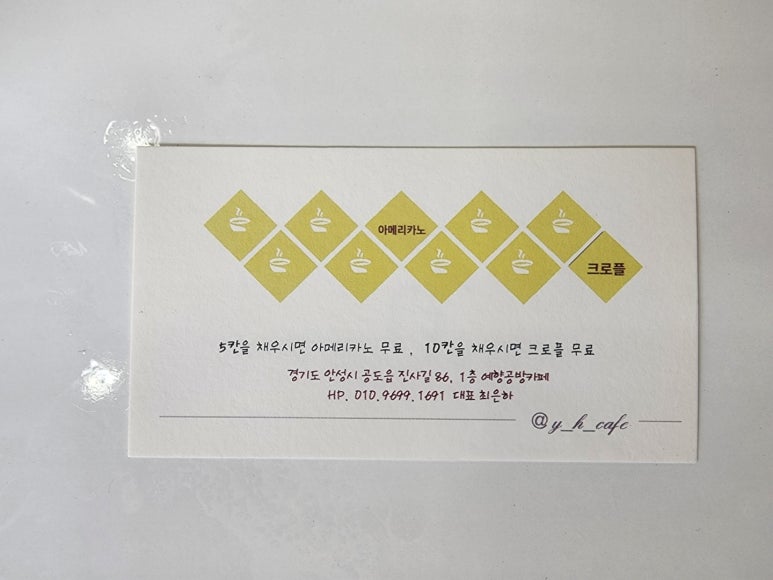 아메리카노
크로플
5칸을 채우시면 아메리카노 무료, 10칸을 채우시면 크로플 무료
경기도 안성시 공도읍 진사길 86, 1층 예향공방카페
HP. 010.9699.1691 대표 최은하
@y_h_cafe